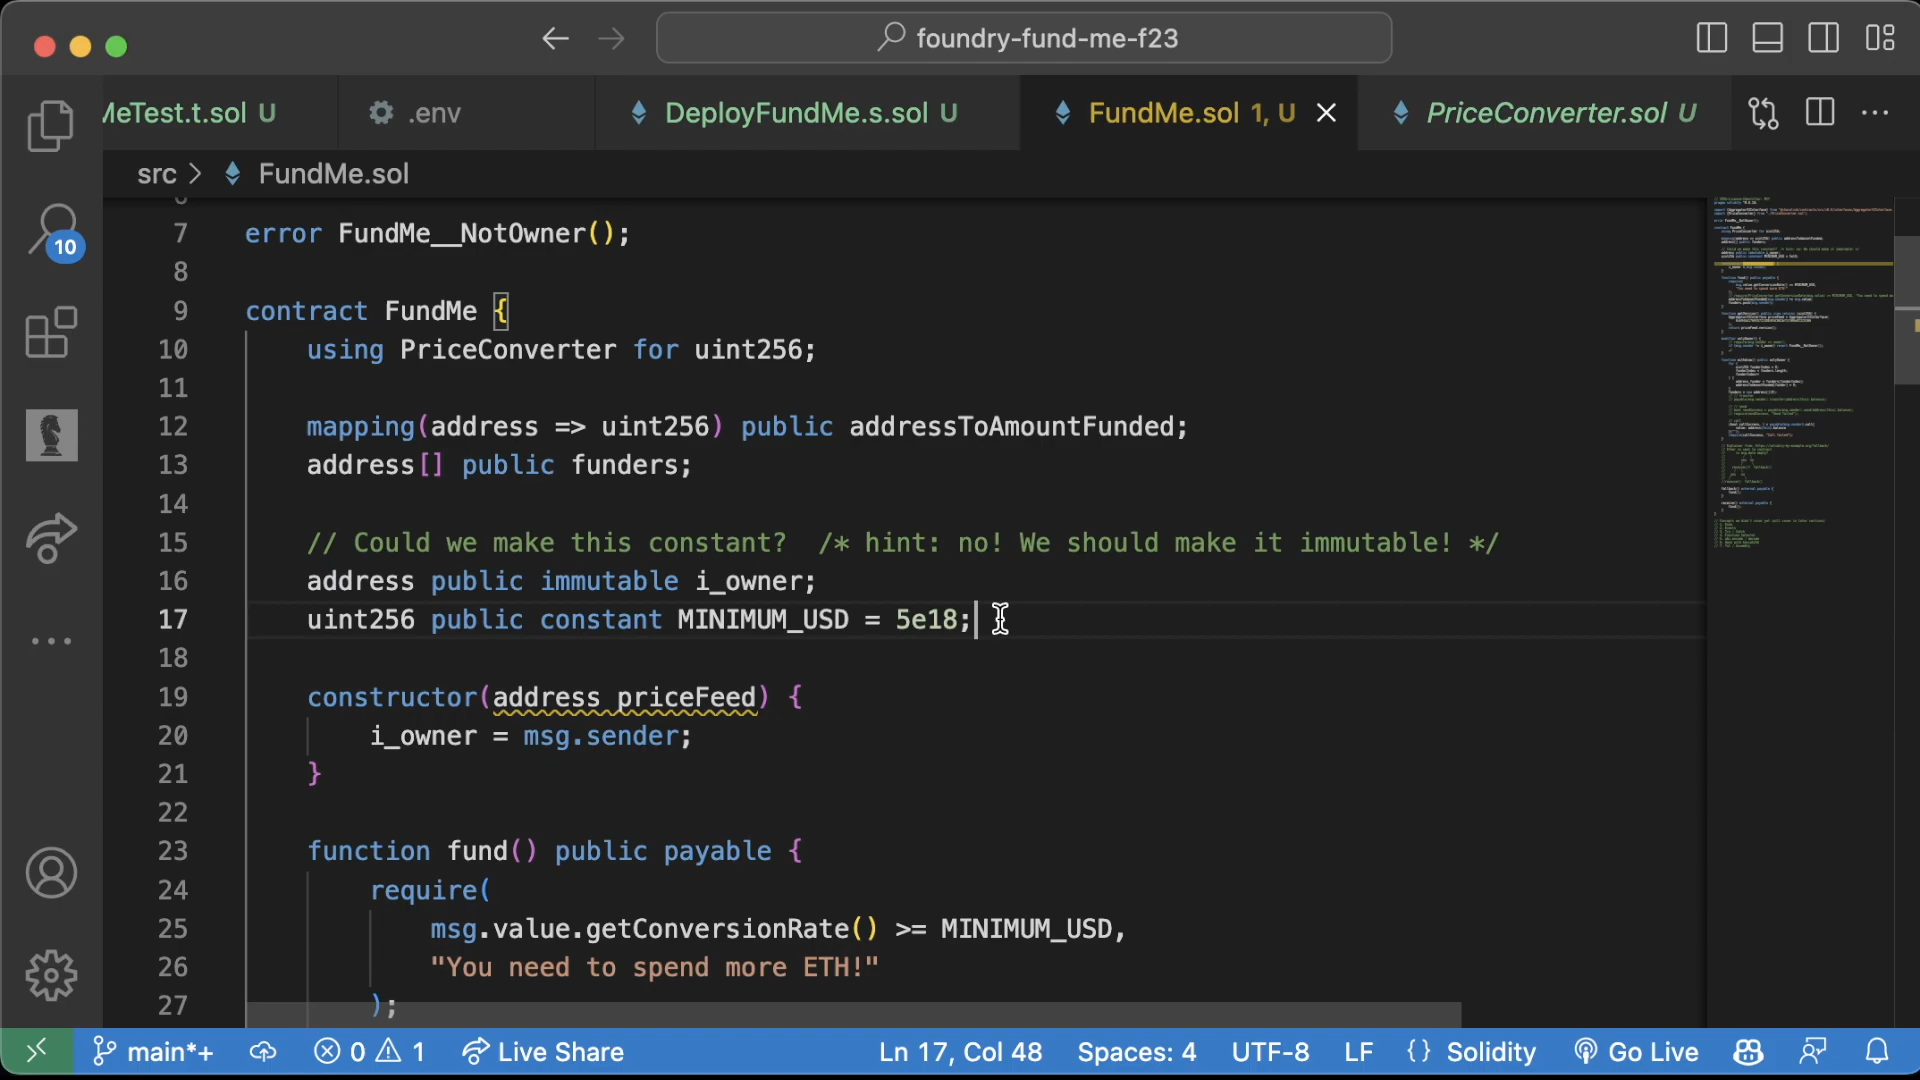 foundry-fund-me-f23
MeTest.t.sol U
.env
DeployFundMe.s.sol U
FundMe.sol 1, U
PriceConverter.sol U
src > FundMe.sol
7 error FundMe__NotOwner();
8
9 contract FundMe {
10 using PriceConverter for uint256;
11
12 mapping(address => uint256) public addressToAmountFunded;
13 address[] public funders;
14
15 // Could we make this constant?  /* hint: no! We should make it immutable! */
16 address public immutable i_owner;
17 uint256 public constant MINIMUM_USD = 5e18;
18
19 constructor(address priceFeed) {
20 i_owner = msg.sender;
21 }
22
23 function fund() public payable {
24 require(
25 msg.value.getConversionRate() >= MINIMUM_USD,
26 "You need to spend more ETH!"
27 );
10
main*+
0 1
Live Share
Ln 17, Col 48
Spaces: 4
UTF-8
LF
{} Solidity
Go Live